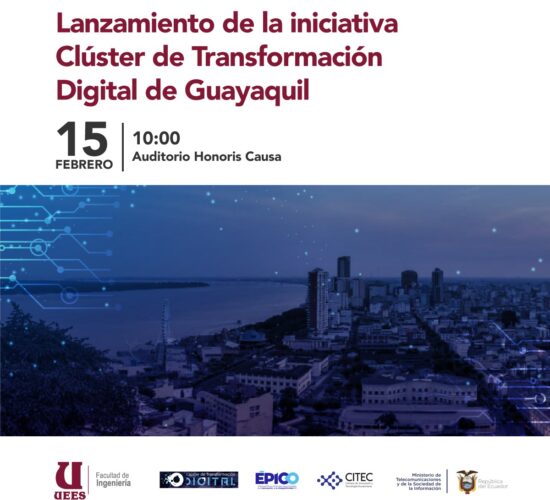 Lanzamiento de la iniciativa
Clúster de Transformación
Digital de Guayaquil
15
FEBRERO
10:00
Auditorio Honoris Causa
UEES
Facultad de
Ingeniería
DIGITAL
ÉPICO
CITEC
Ministerio de
Telecomunicaciones
y de la Sociedad de
la Información
República
del Ecuador